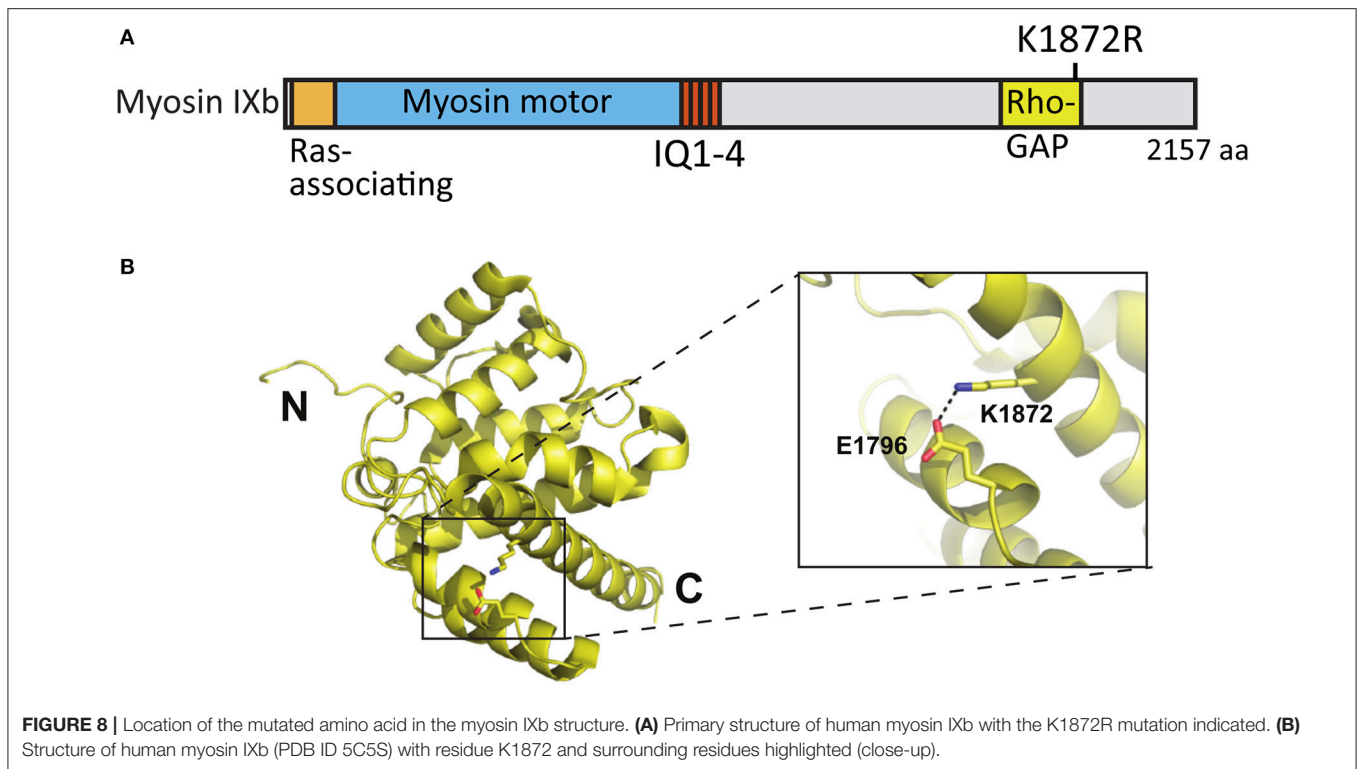 A
K1872R
Myosin IXb
Myosin motor
Rho-
GAP
Ras-
associating
IQ1-4
2157 aa
B
N
C
K1872
E1796
FIGURE 8 | Location of the mutated amino acid in the myosin IXb structure. (A) Primary structure of human myosin IXb with the K1872R mutation indicated. (B)
Structure of human myosin IXb (PDB ID 5C5S) with residue K1872 and surrounding residues highlighted (close-up).